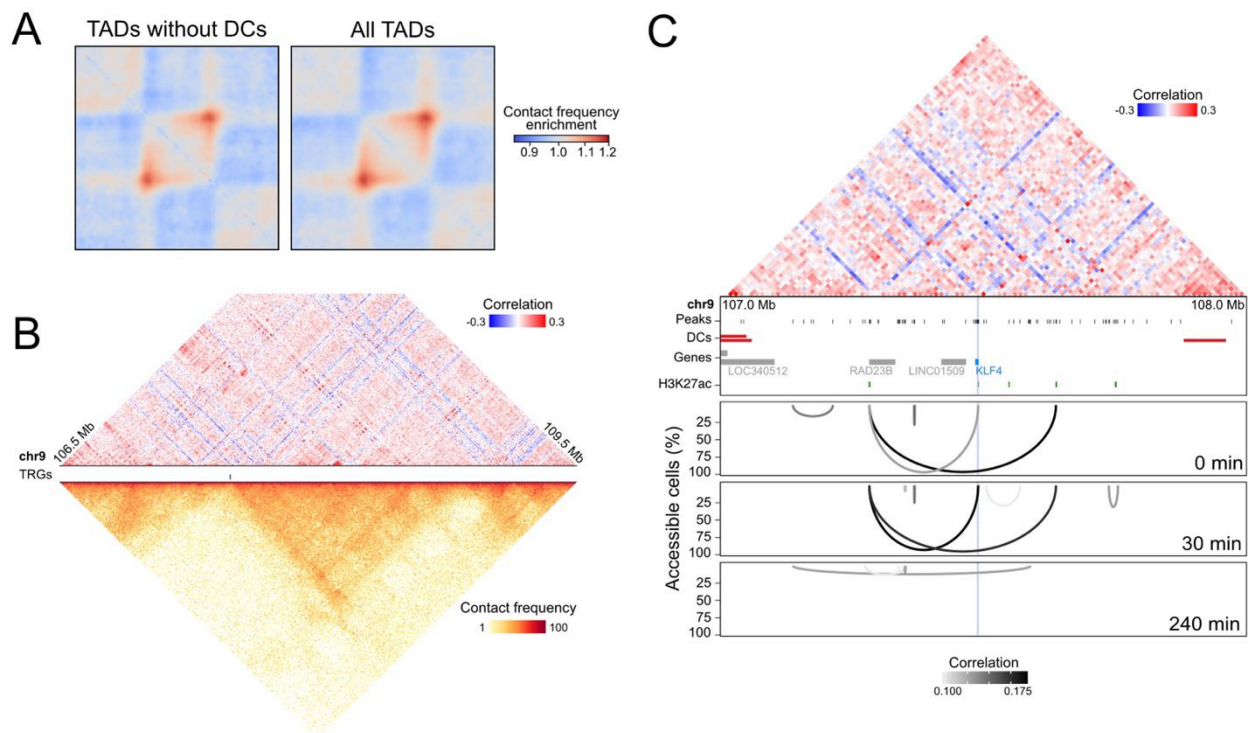 A
TADs without DCs
All TADs
Contact frequency
enrichment
0.9 1.0 1.1 1.2
B
Correlation
-0.3 0.3
106.5 Mb
109.5 Mb
chr9
TRGs
Contact frequency
1 100
C
Correlation
-0.3 0.3
chr9 107.0 Mb 108.0 Mb
Peaks
DCs
Genes
LOC340512 RAD23B LINC01509 KLF4
H3K27ac
Accessible cells (%)
25
50
75
100
0 min
25
50
75
100
30 min
25
50
75
100
240 min
Correlation
0.100 0.175